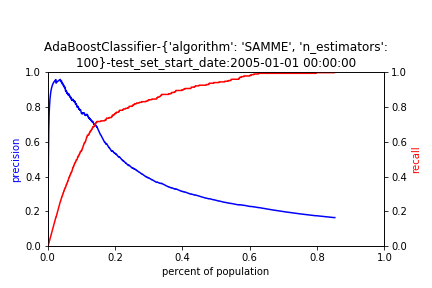 AdaBoostClassifier-{'algorithm': 'SAMME', 'n_estimators':
100}-test_set_start_date:2005-01-01 00:00:00
1.0
0.8
0.6
0.4
0.2
0.0
precision
1.0
0.8
0.6
0.4
0.2
0.0
recall
0.0 0.2 0.4 0.6 0.8 1.0
percent of population